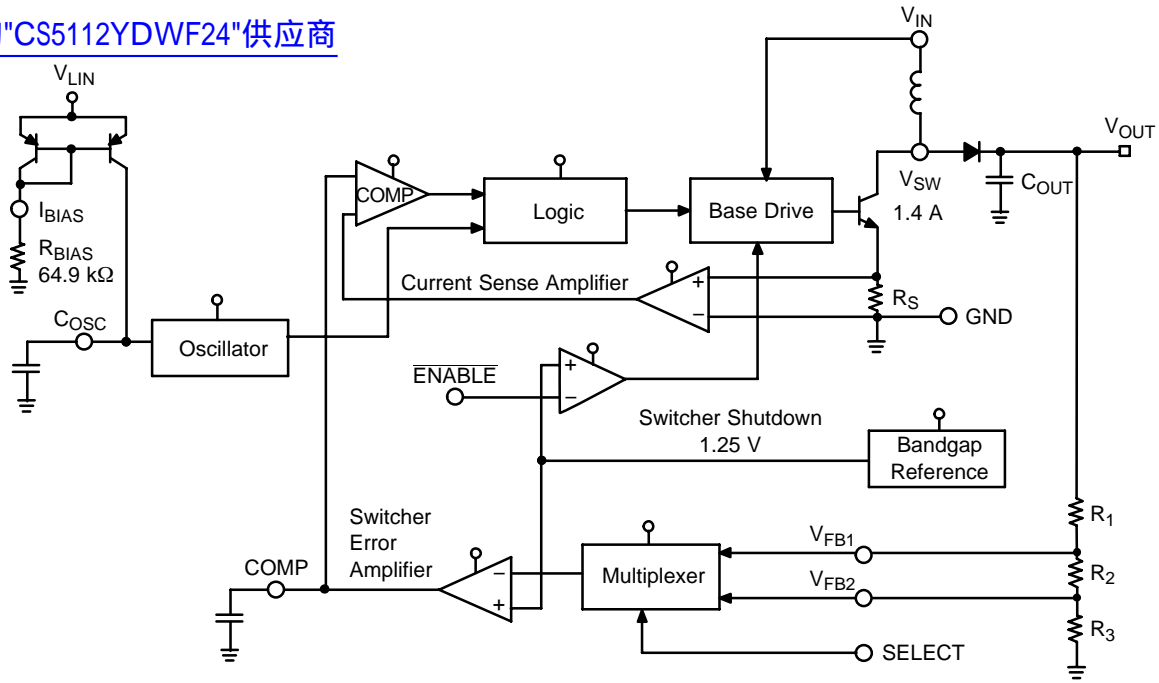 "CS5112YDWF24"供应商
VLIN
VIN
VOUT
IBIAS
RBIAS
64.9 kΩ
COSC
Oscillator
COMP
Logic
Base Drive
VSW
1.4 A
COUT
Current Sense Amplifier
+
−
RS
GND
ENABLE
+
−
Switcher Shutdown
1.25 V
Bandgap
Reference
Switcher
Error
Amplifier
COMP
−
+
Multiplexer
VFB1
VFB2
R1
R2
R3
SELECT